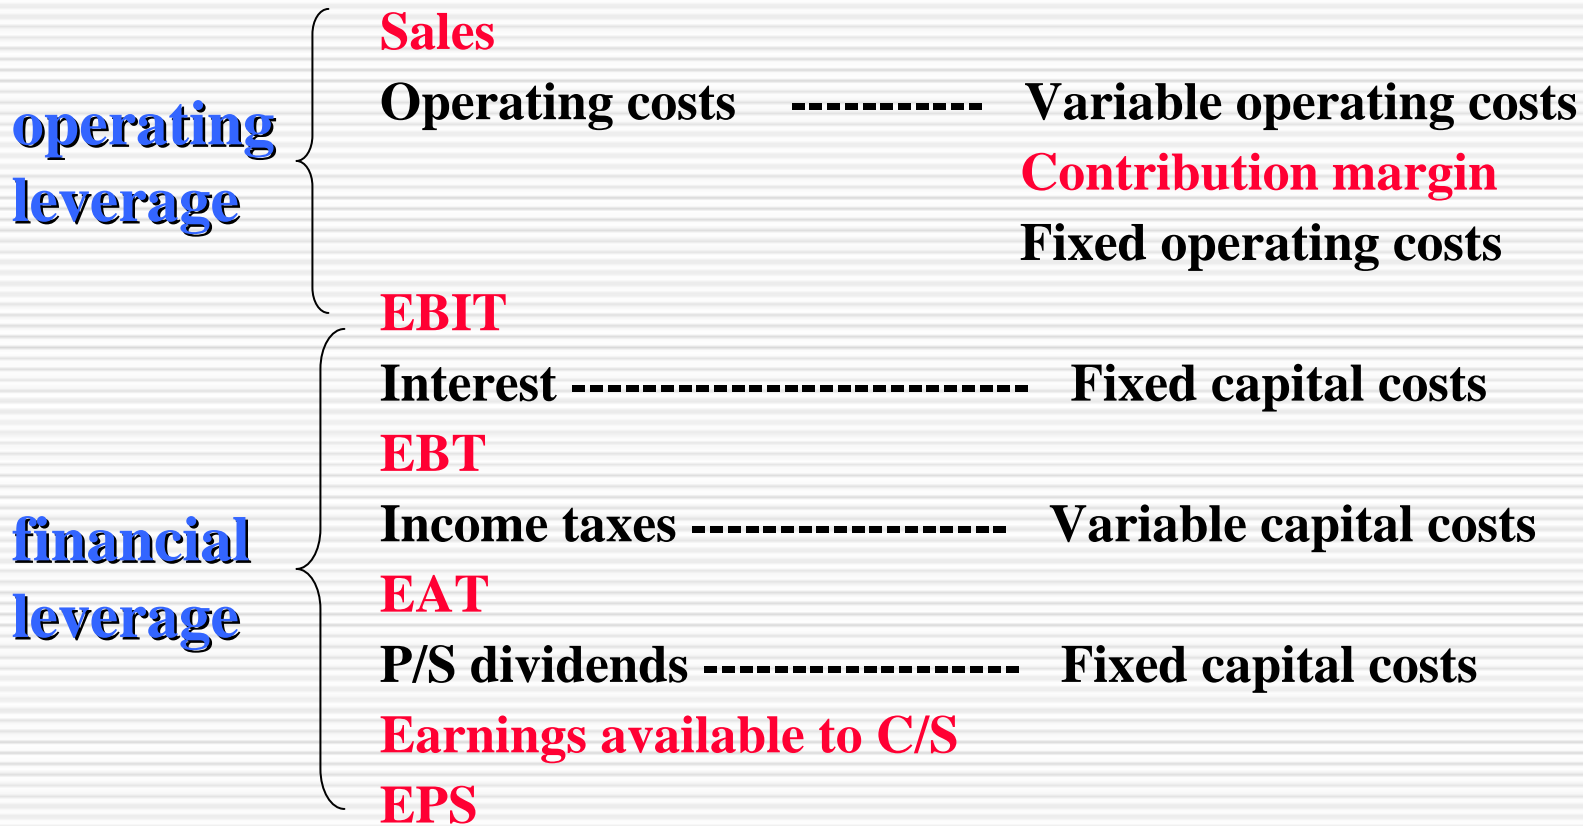 Sales
Operating costs ----------- Variable operating costs
operating
leverage
Contribution margin
Fixed operating costs
EBIT
Interest -------------------------- Fixed capital costs
EBT
Income taxes ------------------ Variable capital costs
financial
leverage
EAT
P/S dividends ------------------ Fixed capital costs
Earnings available to C/S
EPS